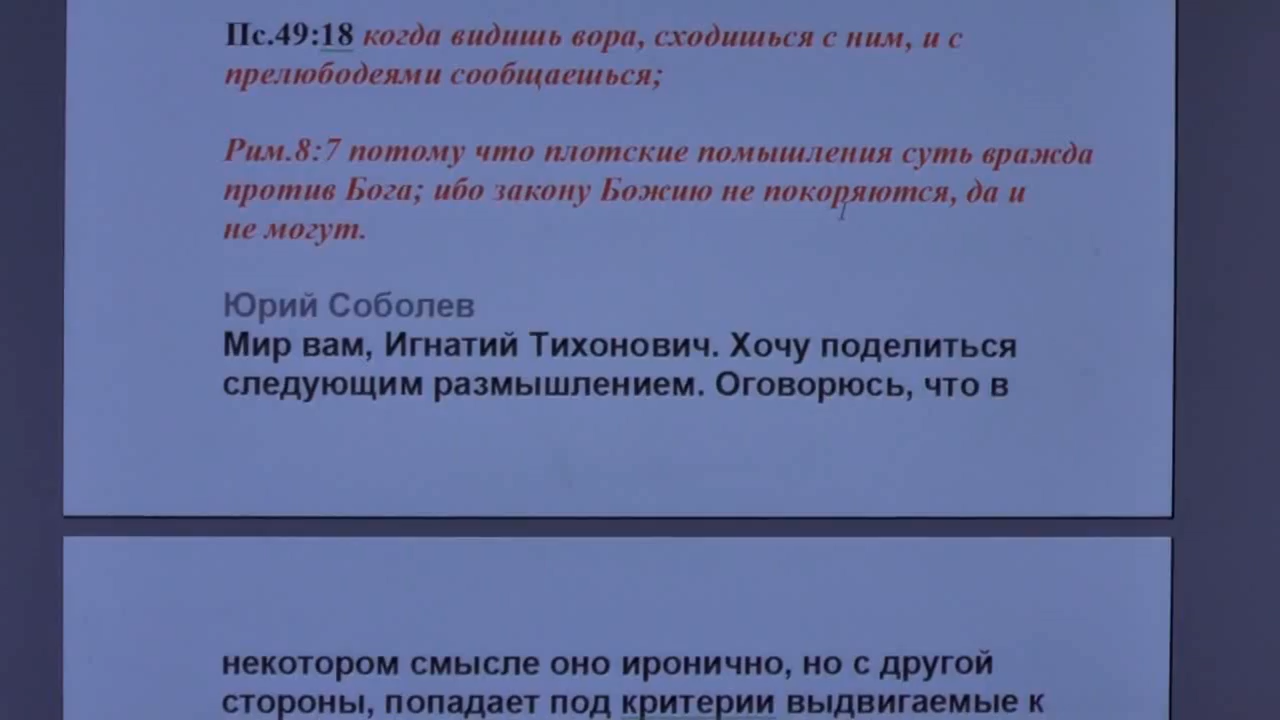 Пс.49:18 когда видишь вора, сходишься с ним, и с
прелюбодеями сообщаешься;
Рим.8:7 потому что плотские помышления суть вражда
против Бога; ибо закону Божию не покоряются, да и
не могут.
Юрий Соболев
Мир вам, Игнатий Тихонович. Хочу поделиться
следующим размышлением. Оговорюсь, что в
некотором смысле оно иронично, но с другой
стороны, попадает под критерии выдвигаемые к